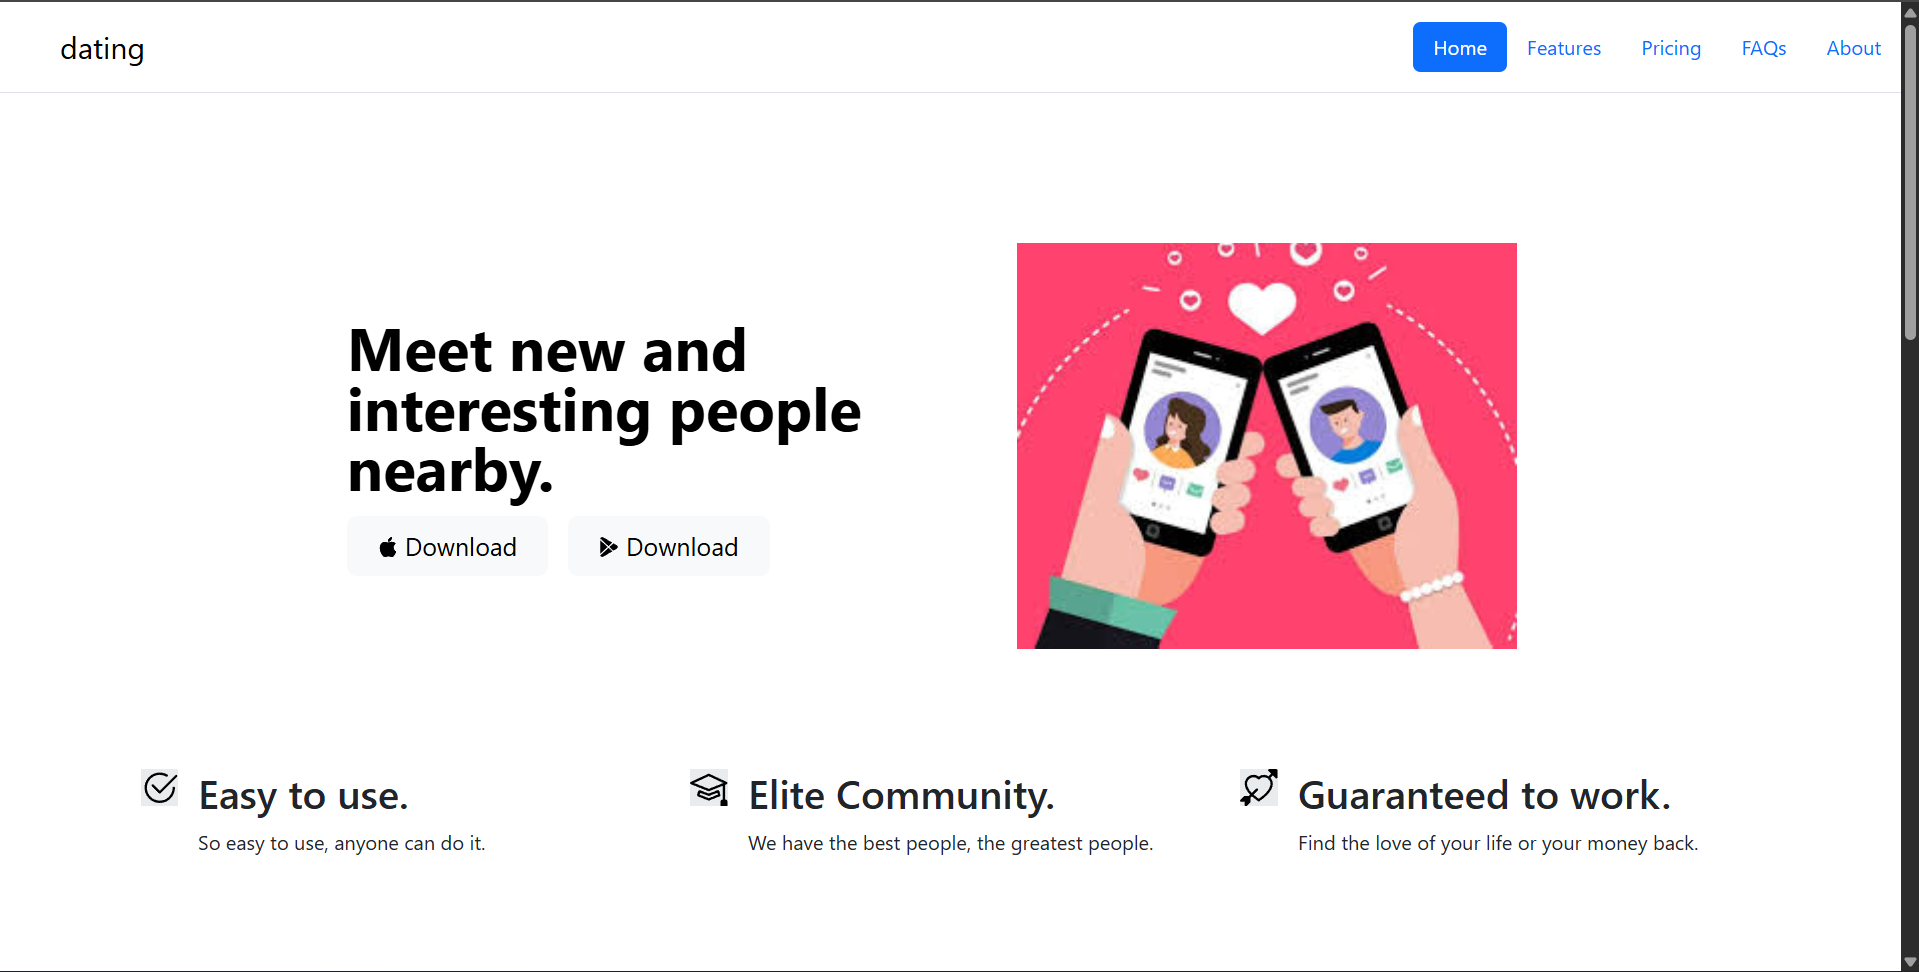 dating
Home Features Pricing FAQs About
Meet new and
interesting people
nearby.
Download Download
Easy to use.
So easy to use, anyone can do it.
Elite Community.
We have the best people, the greatest people.
Guaranteed to work.
Find the love of your life or your money back.